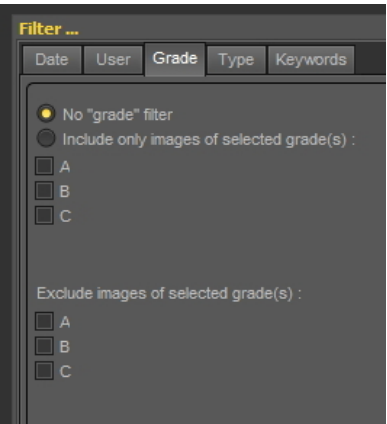 Filter ...
Date User Grade Type Keywords
No "grade" filter
Include only images of selected grade(s) :
A
B
C
Exclude images of selected grade(s) :
A
B
C